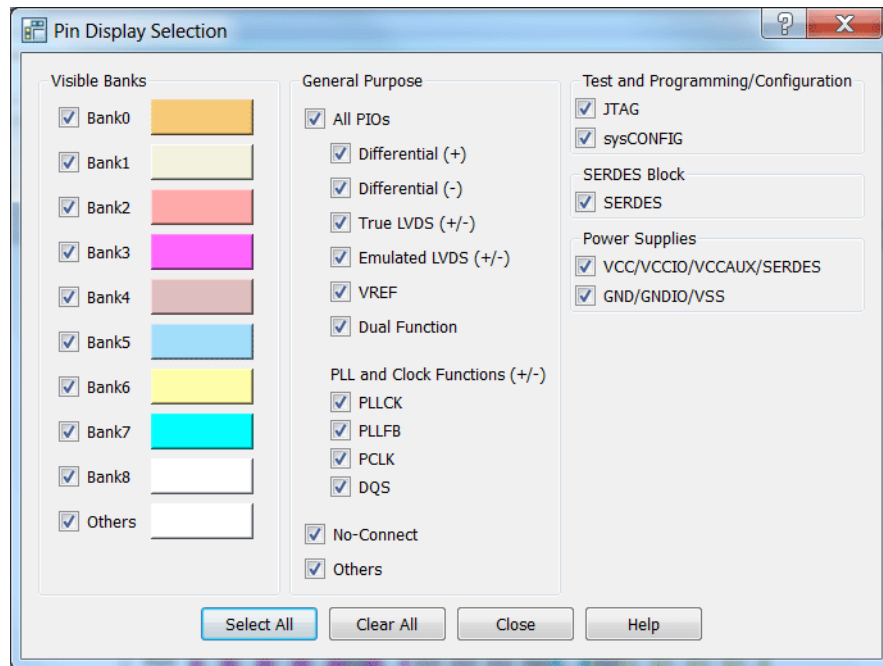 Pin Display Selection
Visible Banks
Bank0
Bank1
Bank2
Bank3
Bank4
Bank5
Bank6
Bank7
Bank8
Others
General Purpose
All PIOs
Differential (+)
Differential (-)
True LVDS (+/-)
Emulated LVDS (+/-)
VREF
Dual Function
PLL and Clock Functions (+/-)
PLLCK
PLLFB
PCLK
DQS
No-Connect
Others
Test and Programming/Configuration
JTAG
sysCONFIG
SERDES Block
SERDES
Power Supplies
VCC/VCCIO/VCCAUX/SERDES
GND/GNDIO/VSS
Select All
Clear All
Close
Help